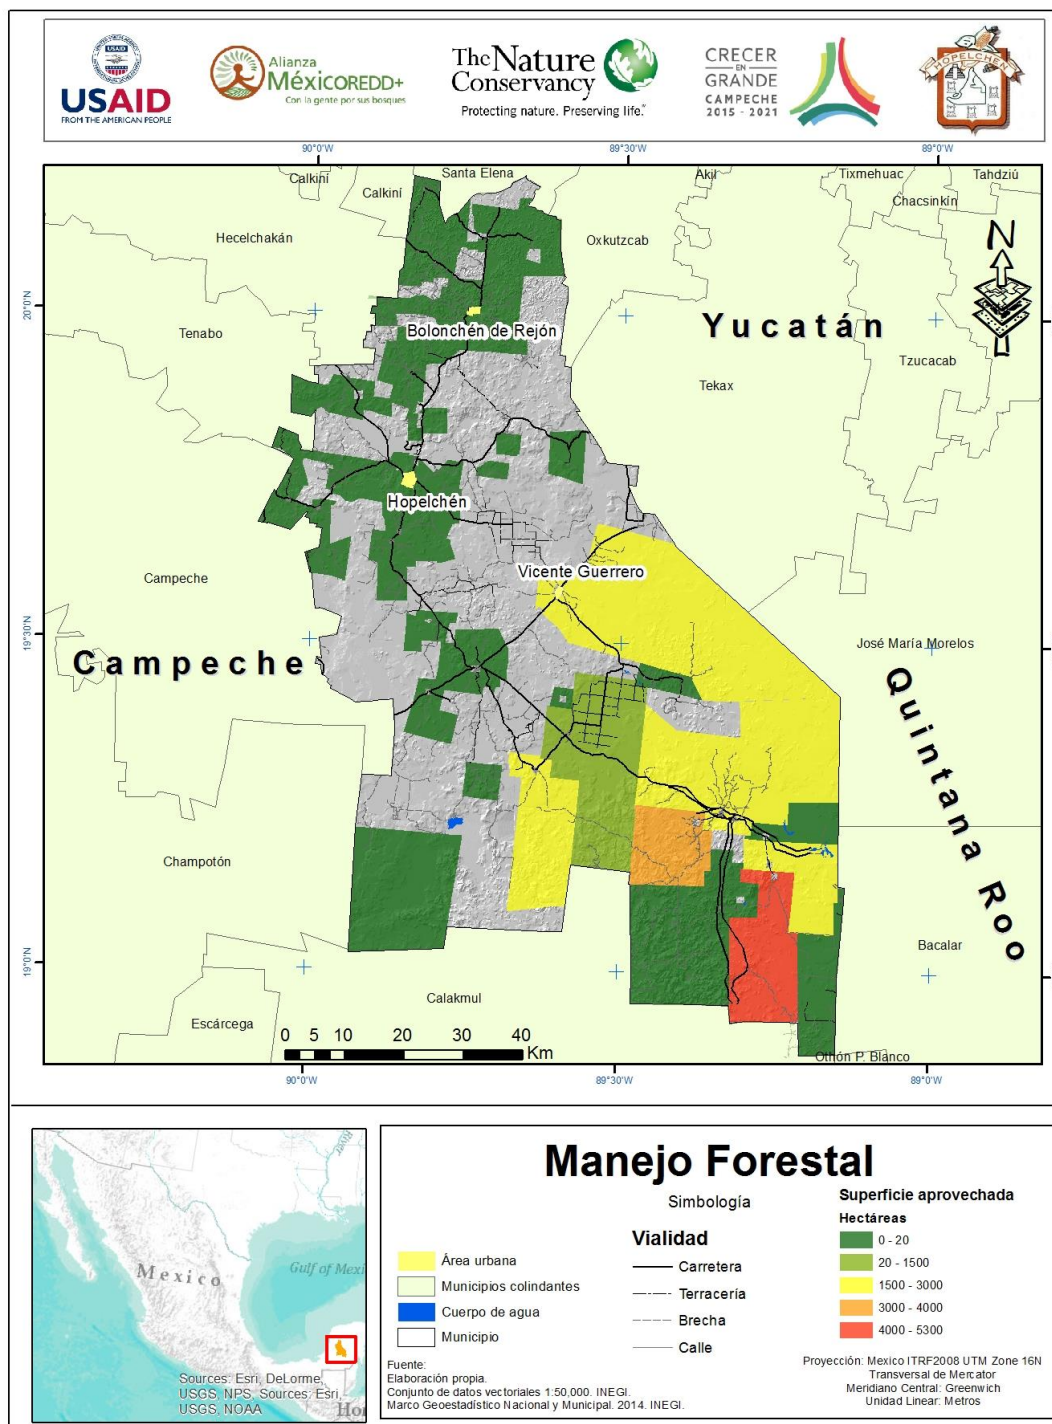 USAID
FROM THE AMERICAN PEOPLE
Alianza
MéxicoREDD+
Con la gente por sus bosques
The Nature
Conservancy
Protecting nature. Preserving life.
CRECER
EN
GRANDE
CAMPECHE
2015 - 2021
HOPELCHEN
90°0'W
89°30'W
89°0'W
Calkiní
Calkiní
Santa Elena
Akil
Tixmehuac
Tahdziú
Chacsinkín
Hecelchakán
Oxkutzcab
N
20°0'N
Tenabo
Bolonchén de Rejón
Yucatán
Tzucacab
Tekax
Hopelchén
Vicente Guerrero
Campeche
19°30'N
Campeche
José María Morelos
Quintana Roo
Champotón
Bacalar
19°0'N
Calakmul
Escárcega
0 5 10 20 30 40
Km
Othón P. Blanco
90°0'W
89°30'W
89°0'W
Mexico
Gulf of Mexi
River
Hon
Sources: Esri, DeLorme,
USGS, NPS, Sources: Esri,
USGS, NOAA
Manejo Forestal
Simbología
Área urbana
Municipios colindantes
Cuerpo de agua
Municipio
Vialidad
Carretera
Terracería
Brecha
Calle
Superficie aprovechada
Hectáreas
0 - 20
20 - 1500
1500 - 3000
3000 - 4000
4000 - 5300
Fuente:
Elaboración propia.
Conjunto de datos vectoriales 1:50,000. INEGI.
Marco Geoestadístico Nacional y Municipal. 2014. INEGI.
Proyección: Mexico ITRF2008 UTM Zone 16N
Transversal de Mercator
Meridiano Central: Greenwich
Unidad Linear: Metros